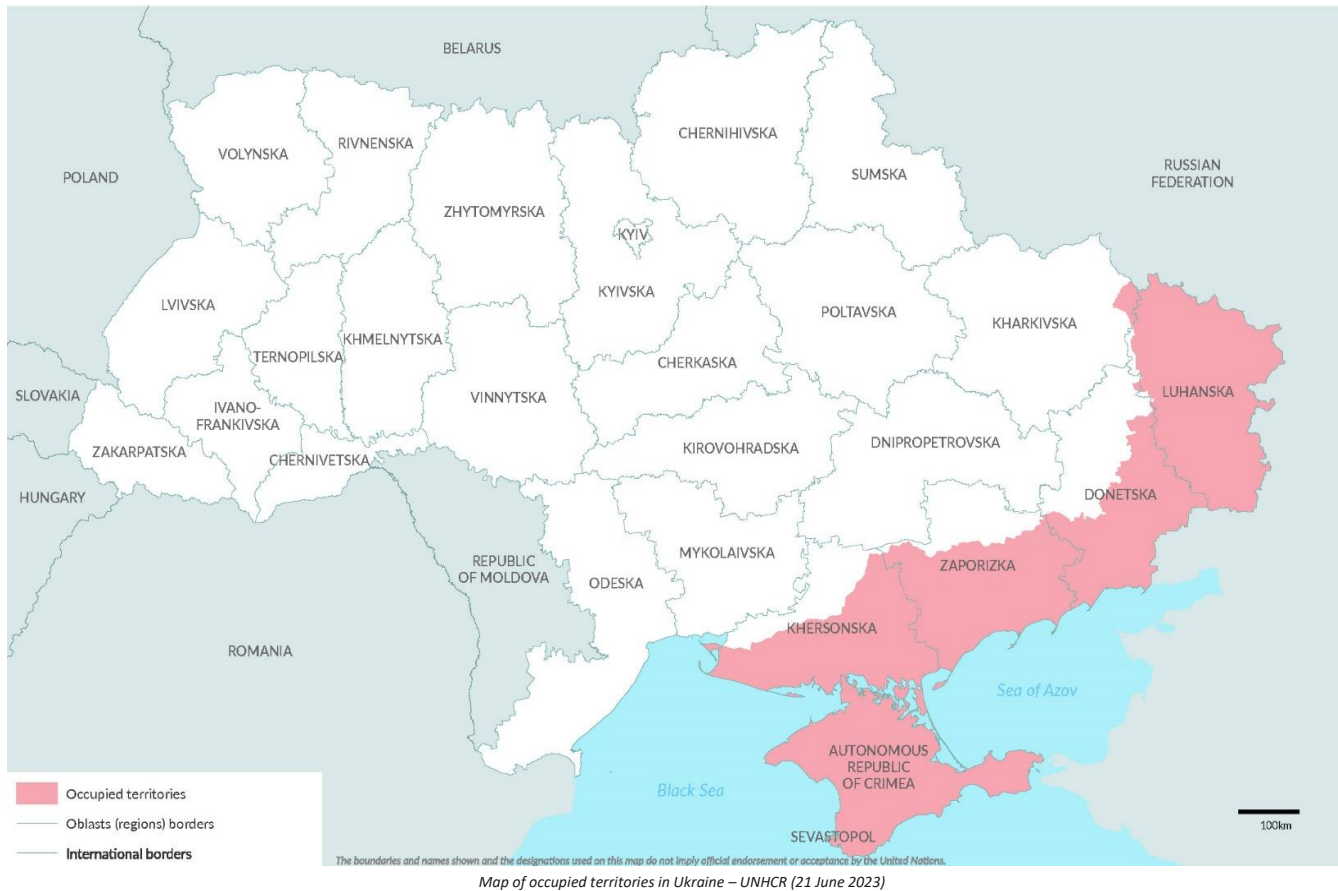 BELARUS
CHERNIHIVSKA
VOLYNSKA
RIVNENSKA
SUMSKA
RUSSIAN
FEDERATION
POLAND
ZHYTOMYRSKA
KYIV
KYIVSKA
LVIVSKA
POLTAVSKA
KHARKIVSKA
KHMELNYTSKA
TERNOPILSKA
CHERKASKA
SLOVAKIA
VINNYTSKA
LUHANSKA
IVANO-
FRANKIVSKA
ZAKARPATSKA
CHERNIVETSKA
KIROVOHRADSKA
DNIPROPETROVSKA
HUNGARY
DONETSKA
REPUBLIC
OF MOLDOVA
ODESKA
MYKOLAIVSKA
ZAPORIZKA
KHERSONSKA
ROMANIA
Sea of Azov
AUTONOMOUS
REPUBLIC
OF CRIMEA
Black Sea
SEVASTOPOL
Occupied territories
Oblasts (regions) borders
International borders
100km
The boundaries and names shown and the designations used on this map do not imply official endorsement or acceptance by the United Nations.
Map of occupied territories in Ukraine – UNHCR (21 June 2023)